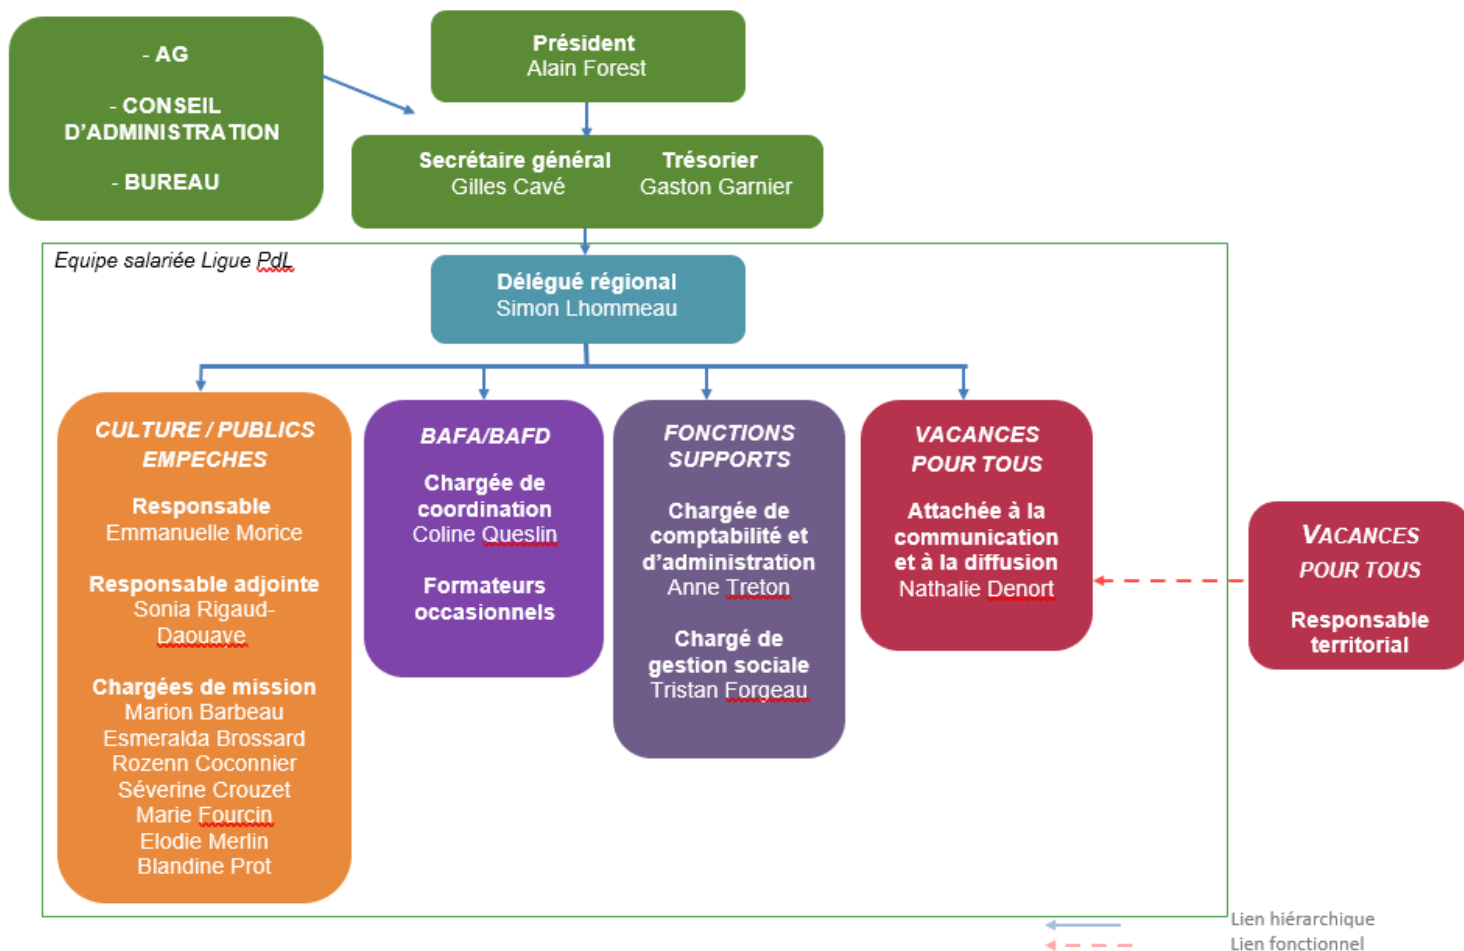 - AG
- CONSEIL
D'ADMINISTRATION
- BUREAU
Président
Alain Forest
Secrétaire général
Gilles Cavé
Trésorier
Gaston Garnier
Equipe salariée Ligue PdL
Délégué régional
Simon Lhommeau
CULTURE / PUBLICS
EMPECHES
Responsable
Emmanuelle Morice
Responsable adjointe
Sonia Rigaud-
Daouave
Chargées de mission
Marion Barbeau
Esmeralda Brossard
Rozenn Coconnier
Séverine Crouzet
Marie Fourcin
Elodie Merlin
Blandine Prot
BAFA/BAFD
Chargée de
coordination
Coline Queslin
Formateurs
occasionnels
FONCTIONS
SUPPORTS
Chargée de
comptabilité et
d'administration
Anne Treton
Chargé de
gestion sociale
Tristan Forgeau
VACANCES
POUR TOUS
Attachée à la
communication
et à la diffusion
Nathalie Denort
VACANCES
POUR TOUS
Responsable
territorial
Lien hiérarchique
Lien fonctionnel